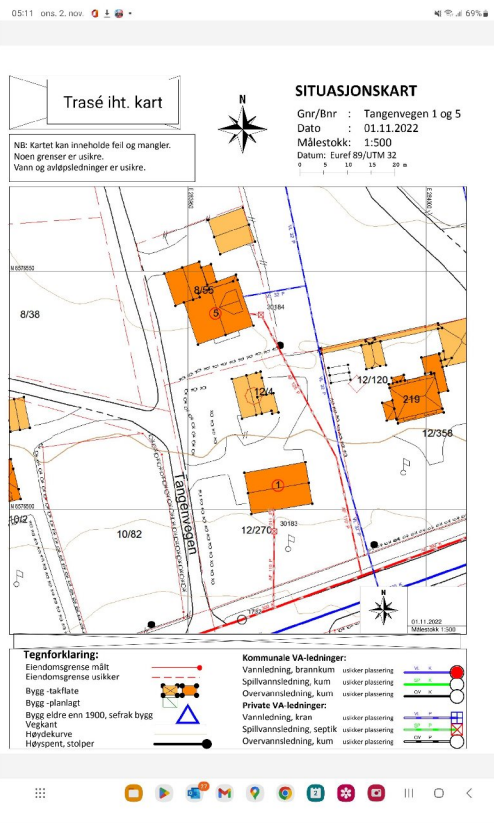 05:11 ons. 2. nov.
69%
Trasé iht. kart
N
SITUASJONSKART
Gnr/Bnr : Tangenvegen 1 og 5
Dato : 01.11.2022
Målestokk: 1:500
Datum: Euref 89/UTM 32
0 5 10 15 20 m
NB: Kartet kan inneholde feil og mangler.
Noen grenser er usikre.
Vann og avløpsledninger er usikre.
8/38
5
20184
12/4
12/120
219
12/358
1
12/270
30183
10/82
Tangenvegen
N
01.11.2022
Målestokk 1:500
Tegnforklaring:
Eiendomsgrense målt
Eiendomsgrense usikker
Bygg -takflate
Bygg -planlagt
Bygg eldre enn 1900, sefrak bygg
Vegkant
Høydekurve
Høyspent, stolper
Kommunale VA-ledninger:
Vannledning, brannkum usikker plassering
Spillvannsledning, kum usikker plassering
Overvannsledning, kum usikker plassering
Private VA-ledninger:
Vannledning, kran usikker plassering
Spillvannsledning, septik usikker plassering
Overvannsledning, kum usikker plassering